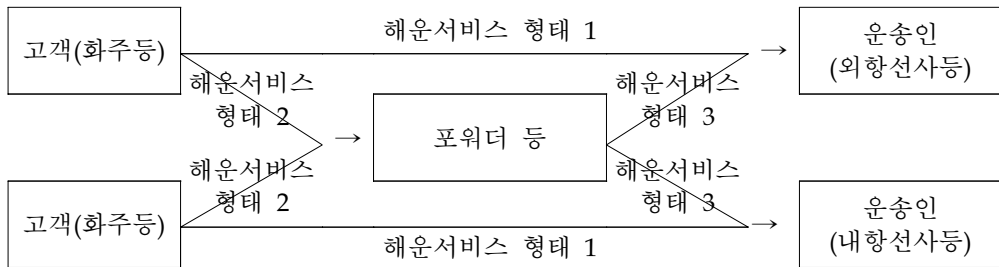 해운서비스 형태 1
고객(화주등)
→
운송인
(외항선사등)
해운서비스
형태 2
해운서비스
형태 3
→
포워더 등
해운서비스
형태 2
해운서비스
형태 3
고객(화주등)
→
운송인
(내항선사등)
해운서비스 형태 1